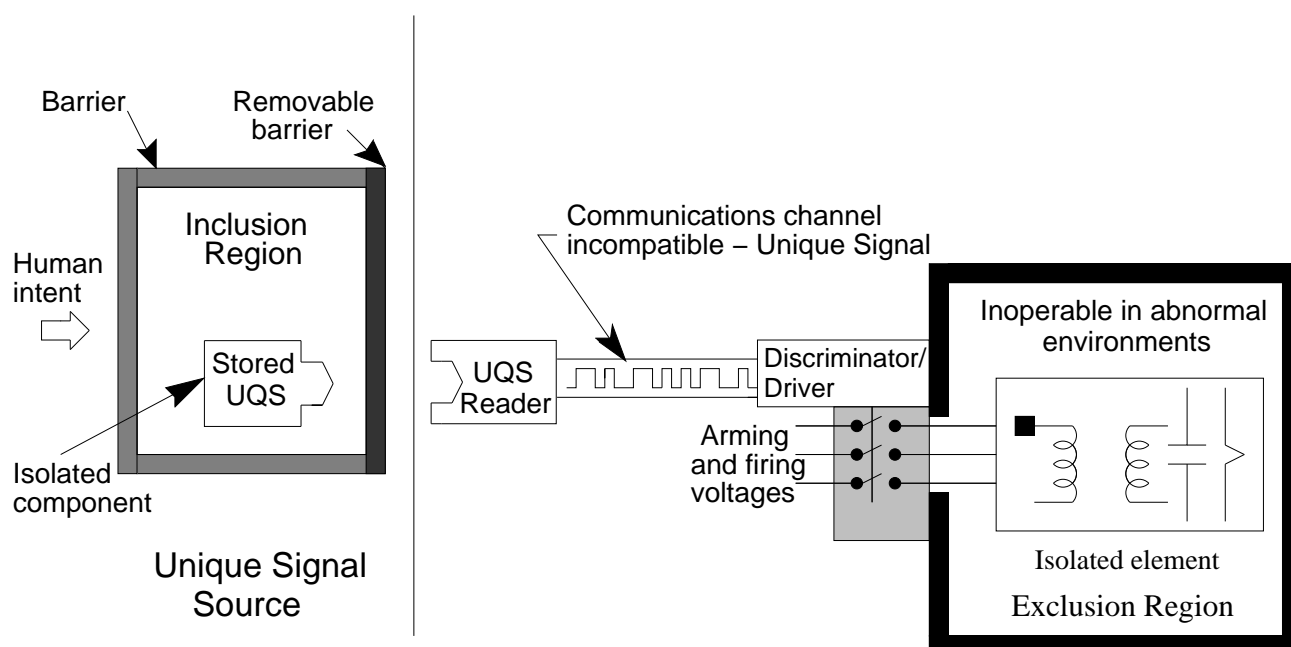 Barrier
Removable
barrier
Inclusion
Region
Human
intent
Stored
UQS
Isolated
component
Unique Signal
Source
Communications channel
incompatible – Unique Signal
UQS
Reader
Discriminator/
Driver
Arming
and firing
voltages
Inoperable in abnormal
environments
Isolated element
Exclusion Region